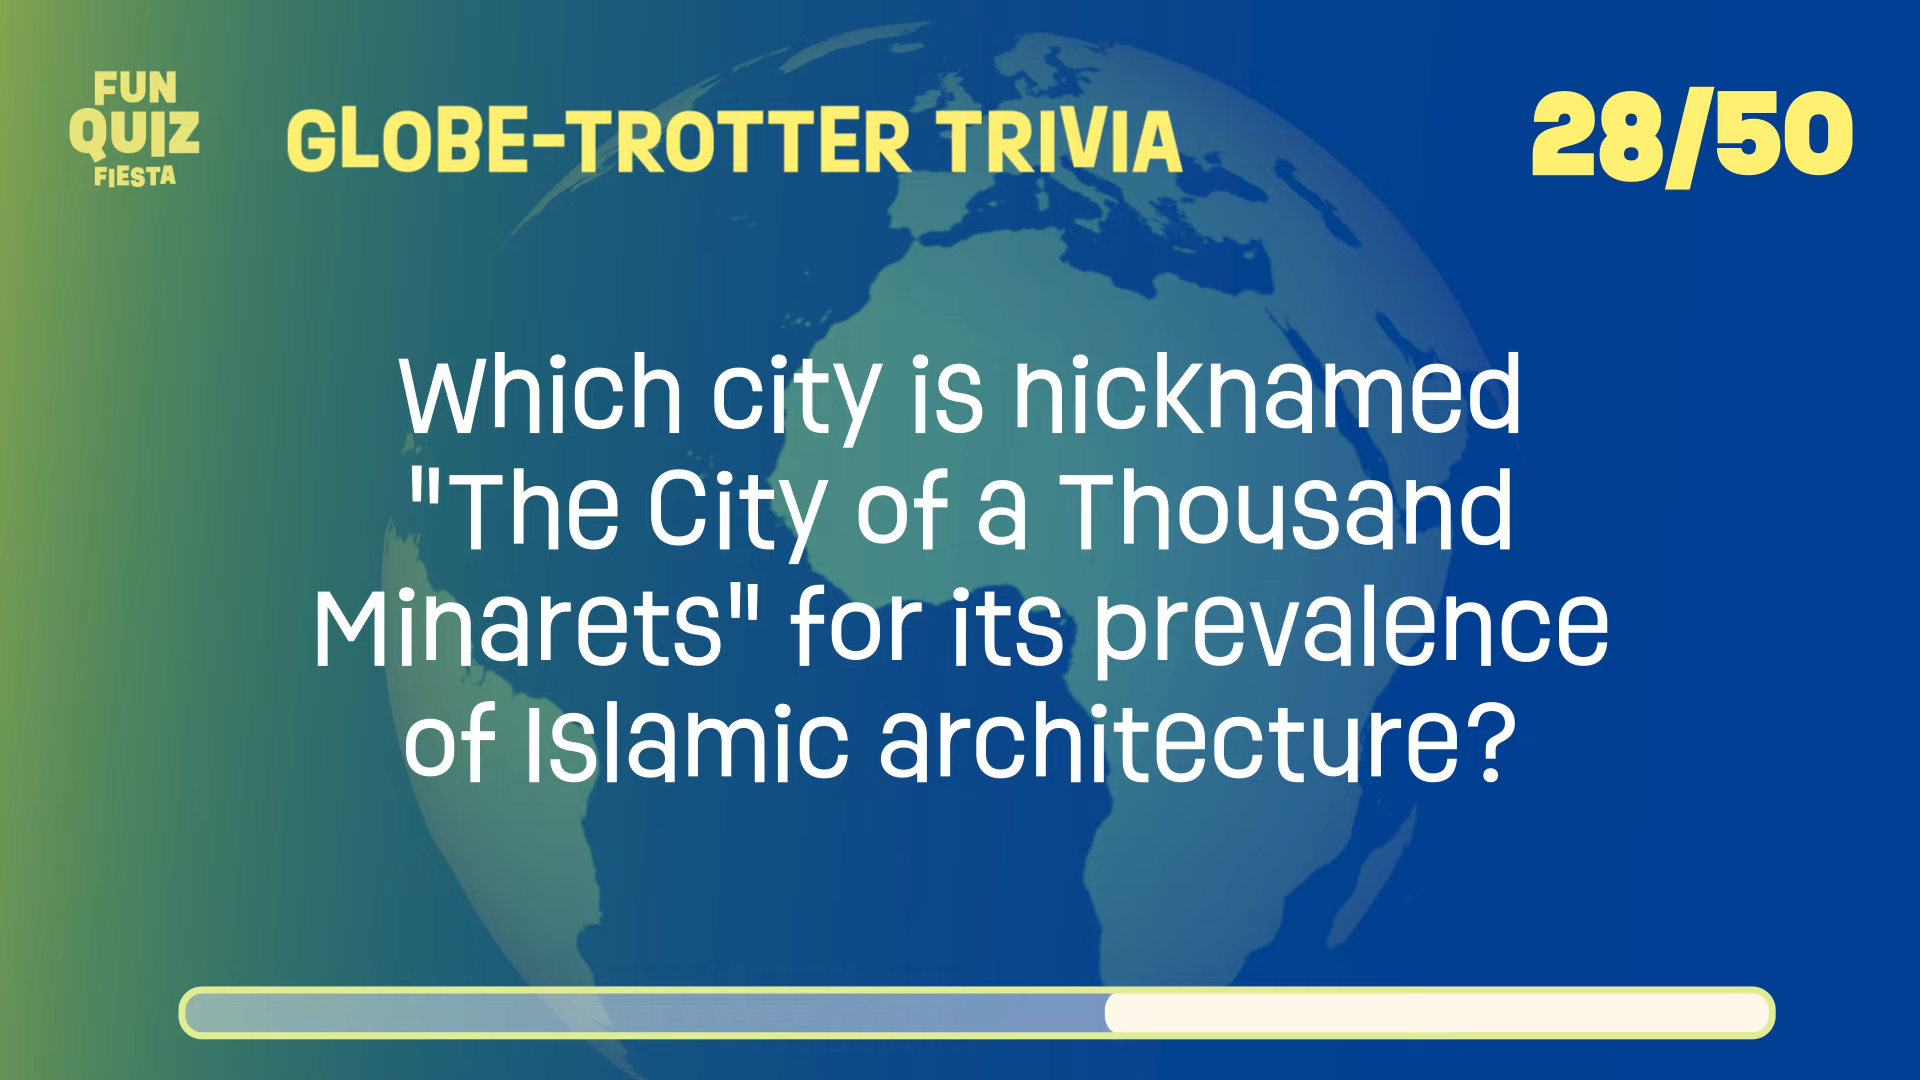 FUN
QUIZ
FIESTA
GLOBE-TROTTER TRIVIA
28/50
Which city is nicknamed
"The City of a Thousand
Minarets" for its prevalence
of Islamic architecture?